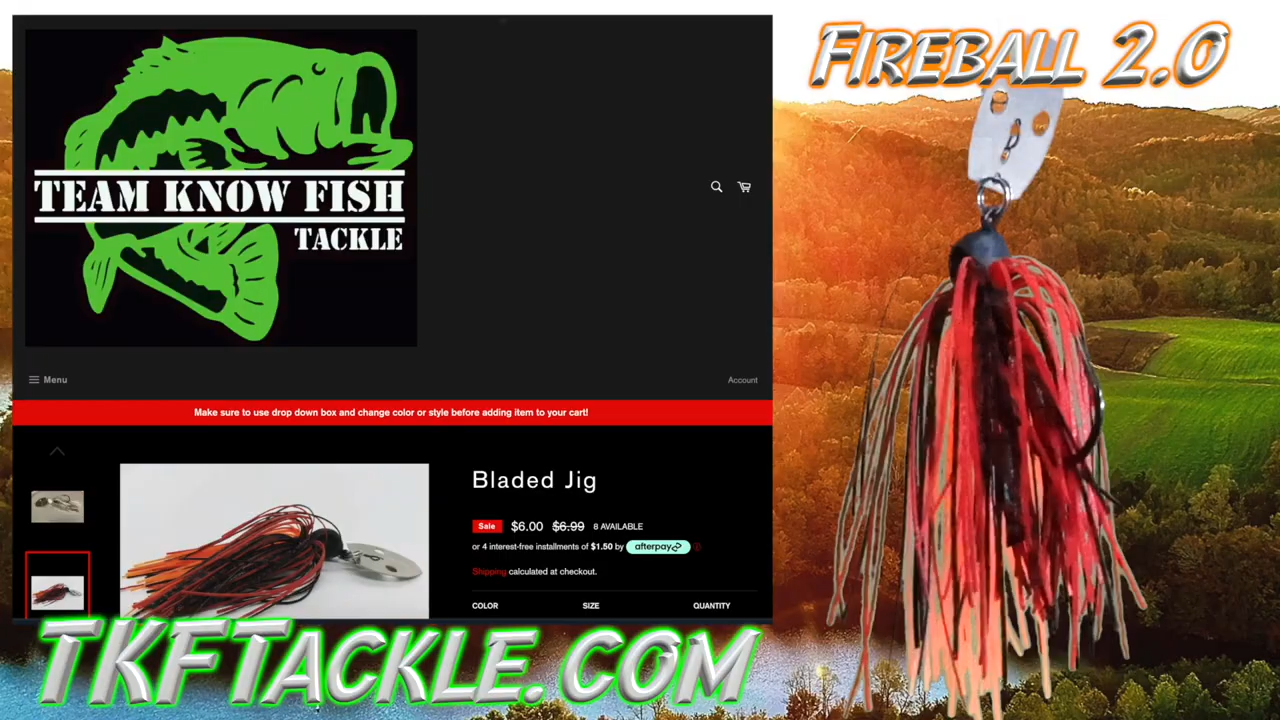 FIREBALL 2.0
TEAM KNOW FISH
TACKLE
Menu
Account
Make sure to use drop down box and change color or style before adding item to your cart!
Bladed Jig
Sale $6.00 $6.99 8 AVAILABLE
or 4 interest-free installments of $1.50 by afterpay
Shipping calculated at checkout.
COLOR SIZE QUANTITY
TKFTACKLE.COM